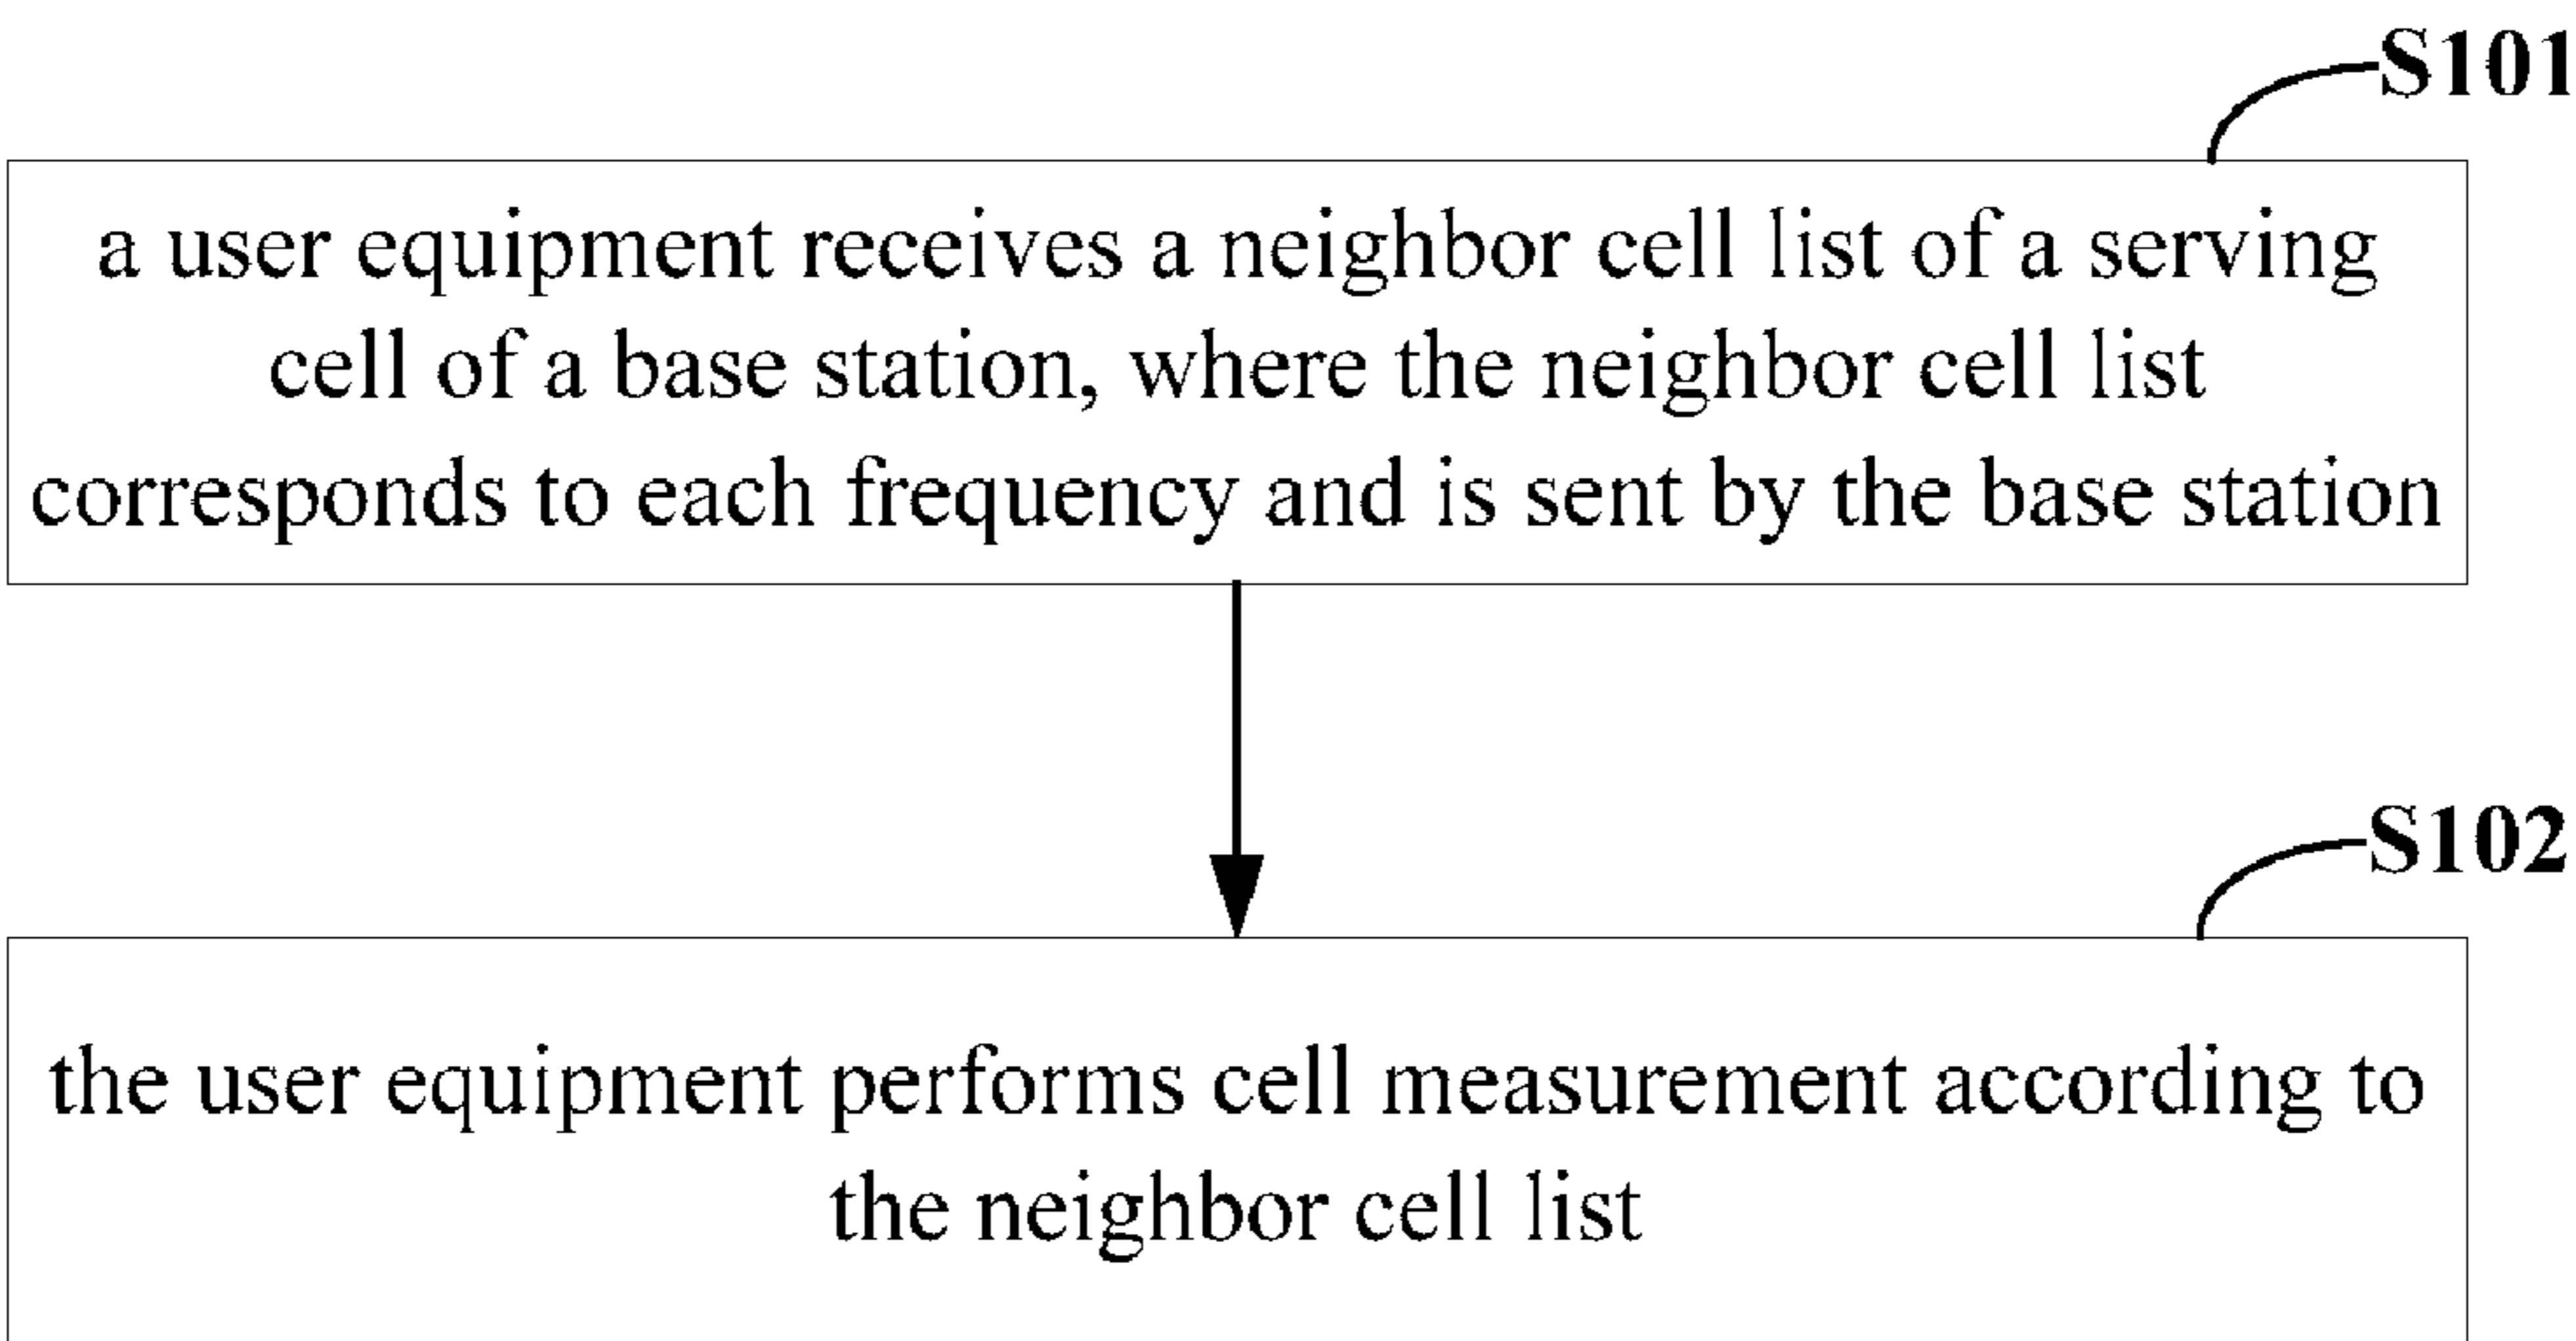 S101
a user equipment receives a neighbor cell list of a serving
cell of a base station, where the neighbor cell list
corresponds to each frequency and is sent by the base station
S102
the user equipment performs cell measurement according to
the neighbor cell list